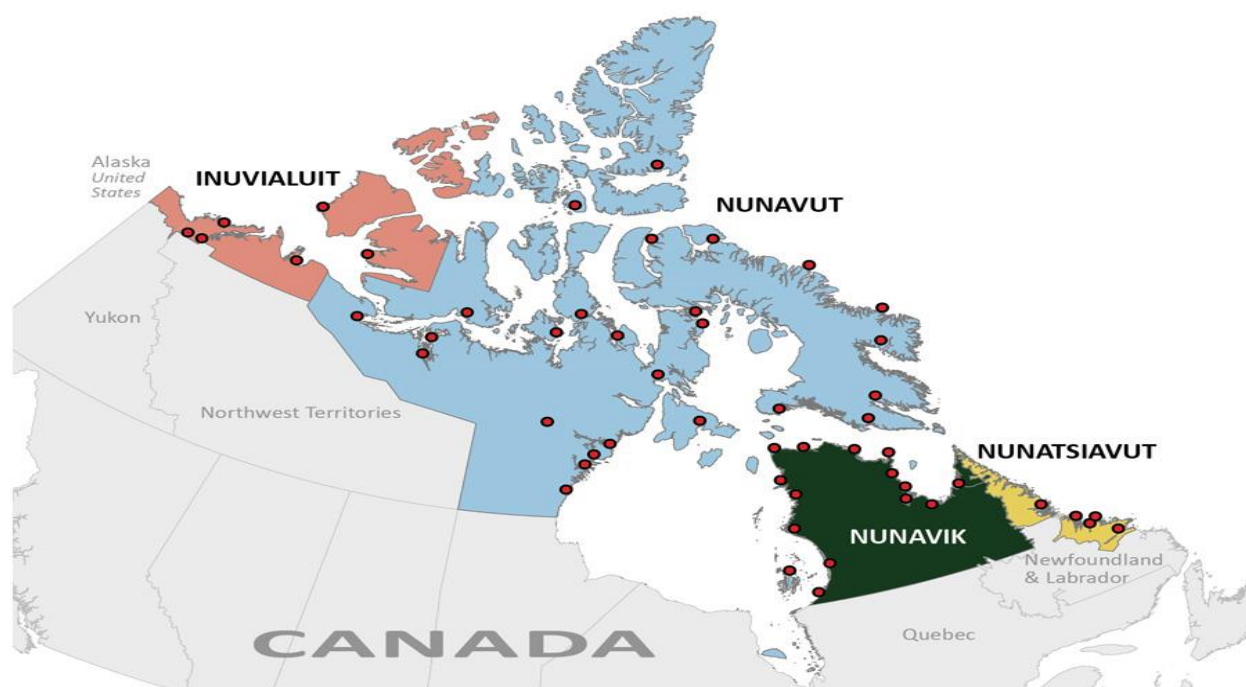 Alaska
United
States
INUVIALUIT
NUNAVUT
Yukon
Northwest Territories
NUNATSIAVUT
NUNAVIK
Newfoundland
& Labrador
Quebec
CANADA